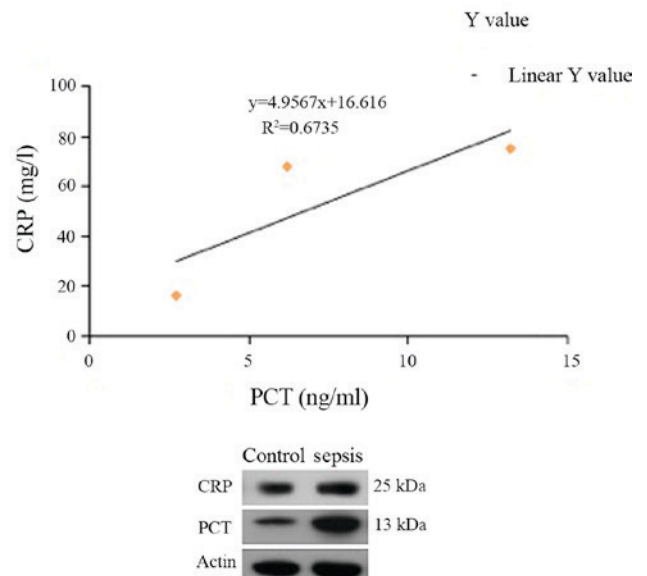 Y value
- Linear Y value
y=4.9567x+16.616
R²=0.6735
100
80
60
40
20
0
CRP (mg/l)
0 5 10 15
PCT (ng/ml)
Control sepsis
CRP 25 kDa
PCT 13 kDa
Actin